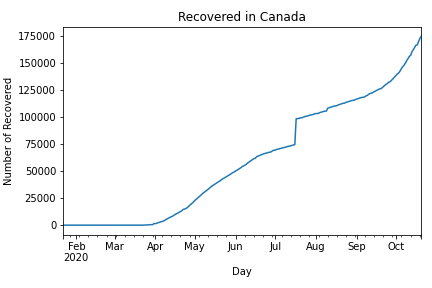 Recovered in Canada
Number of Recovered
175000
150000
125000
100000
75000
50000
25000
0
Feb Mar Apr May Jun Jul Aug Sep Oct
2020
Day